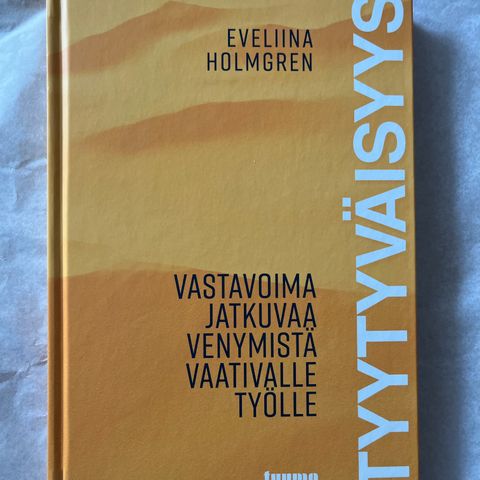 EVELIINA
HOLMGREN
TYYTYVÄISYYS
VASTAVOIMA
JATKUVAA
VENYMISTÄ
VAATIVALLE
TYÖLLE